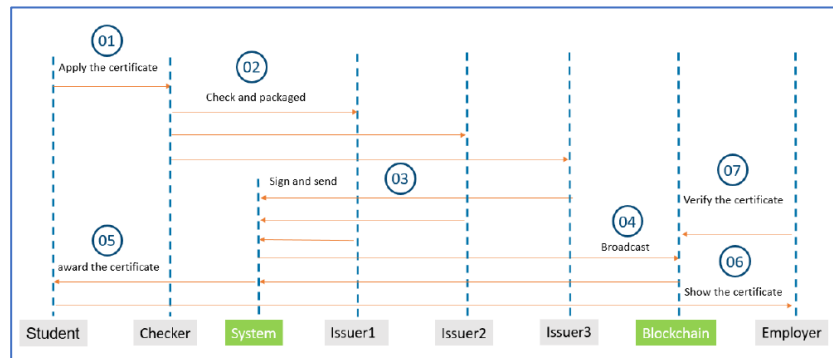 01
Apply the certificate
02
Check and packaged
Sign and send
03
07
Verify the certificate
04
Broadcast
05
award the certificate
06
Show the certificate
Student
Checker
System
Issuer1
Issuer2
Issuer3
Blockchain
Employer